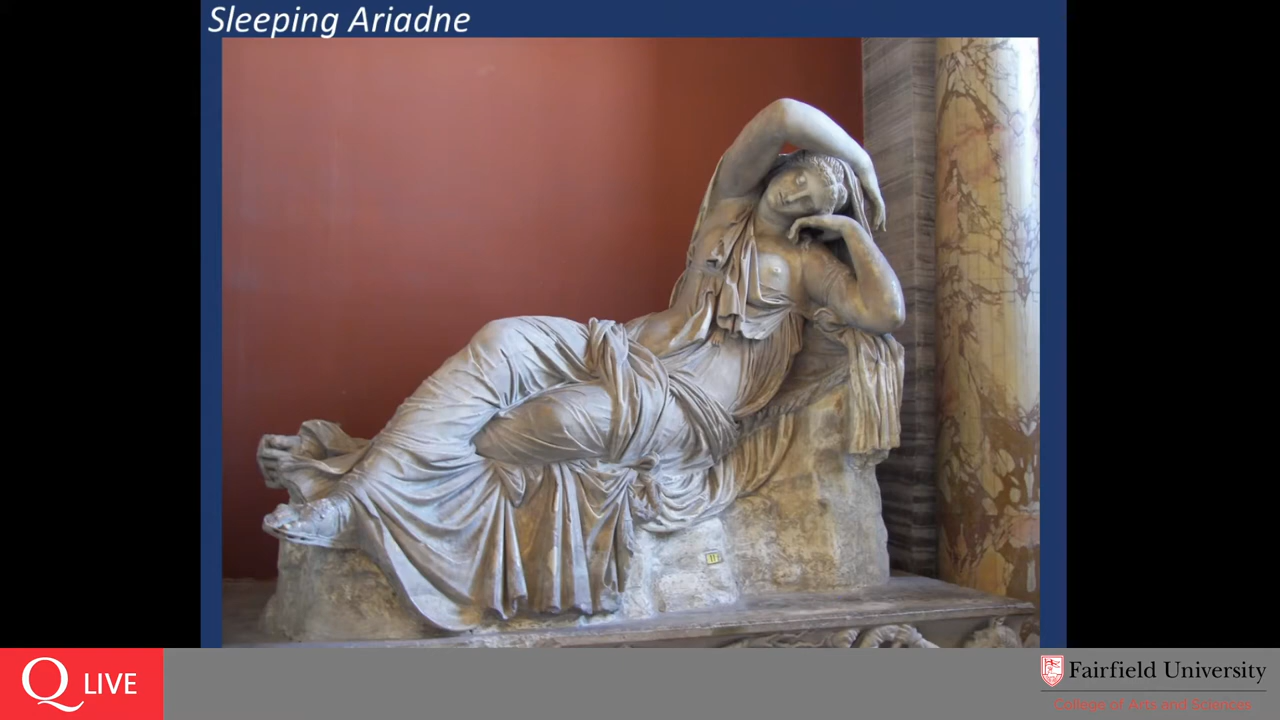 Sleeping Ariadne
Q LIVE
Fairfield University
College of Arts and Sciences